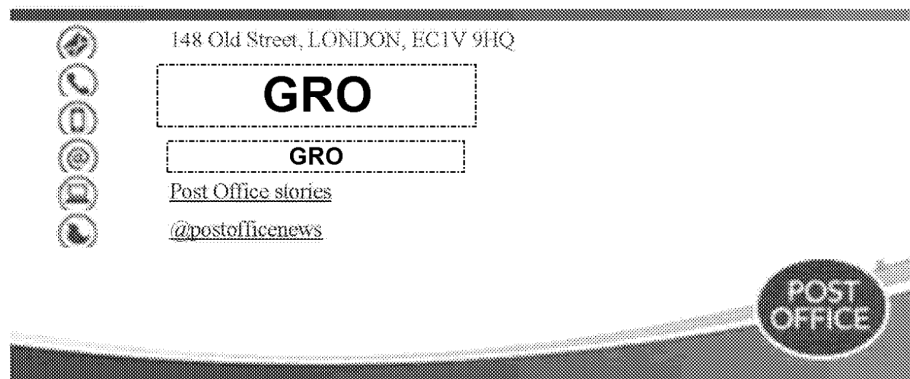 148 Old Street, LONDON, EC1V 9HQ
GRO
GRO
Post Office stories
@postofficenews
POST
OFFICE